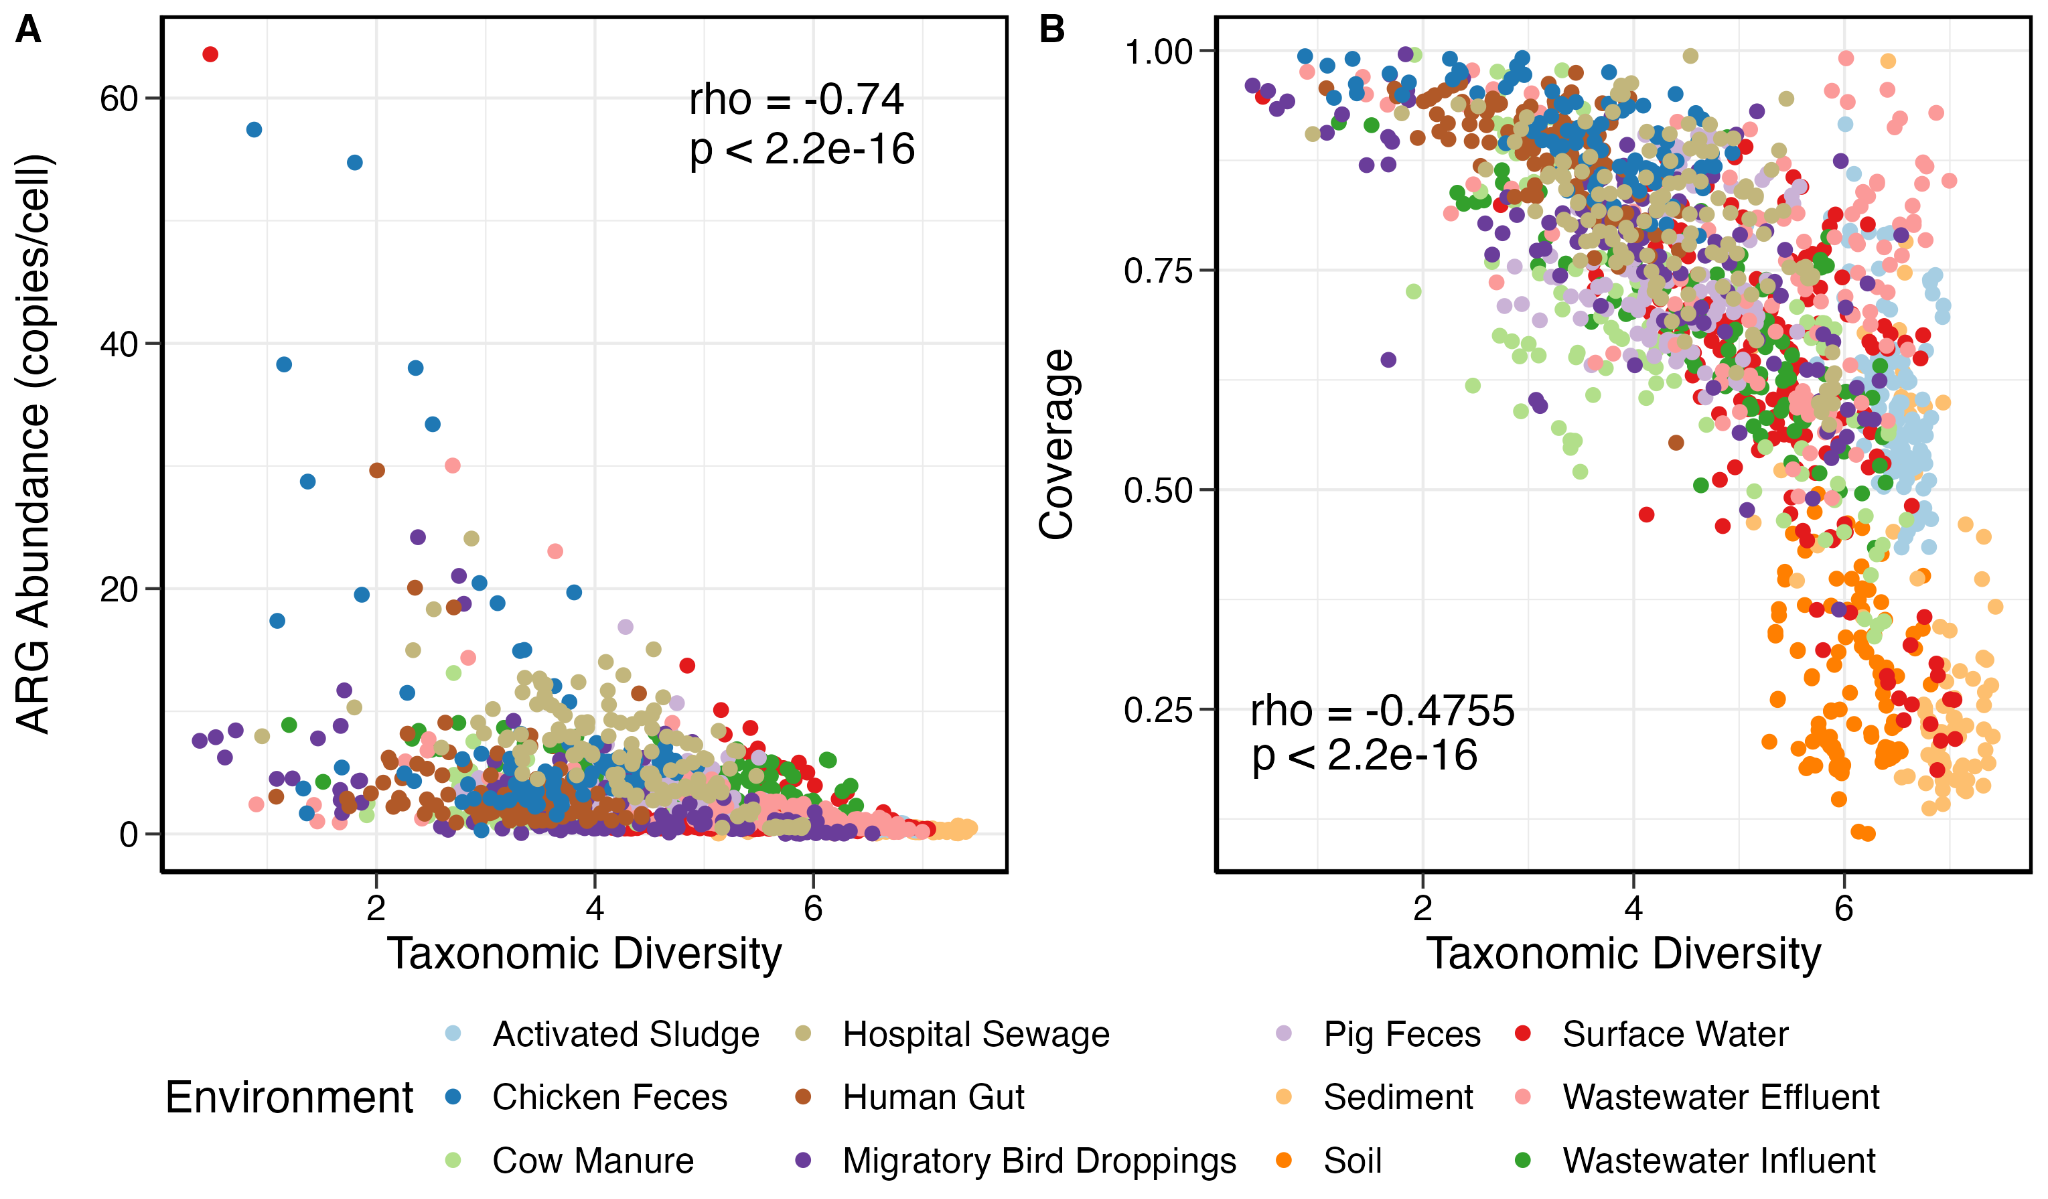 A
B
rho = -0.74
p < 2.2e-16
ARG Abundance (copies/cell)
60
40
20
0
2
4
6
Taxonomic Diversity
Coverage
1.00
0.75
0.50
0.25
rho = -0.4755
p < 2.2e-16
2
4
6
Taxonomic Diversity
Environment
Activated Sludge
Chicken Feces
Cow Manure
Hospital Sewage
Human Gut
Migratory Bird Droppings
Pig Feces
Sediment
Soil
Surface Water
Wastewater Effluent
Wastewater Influent